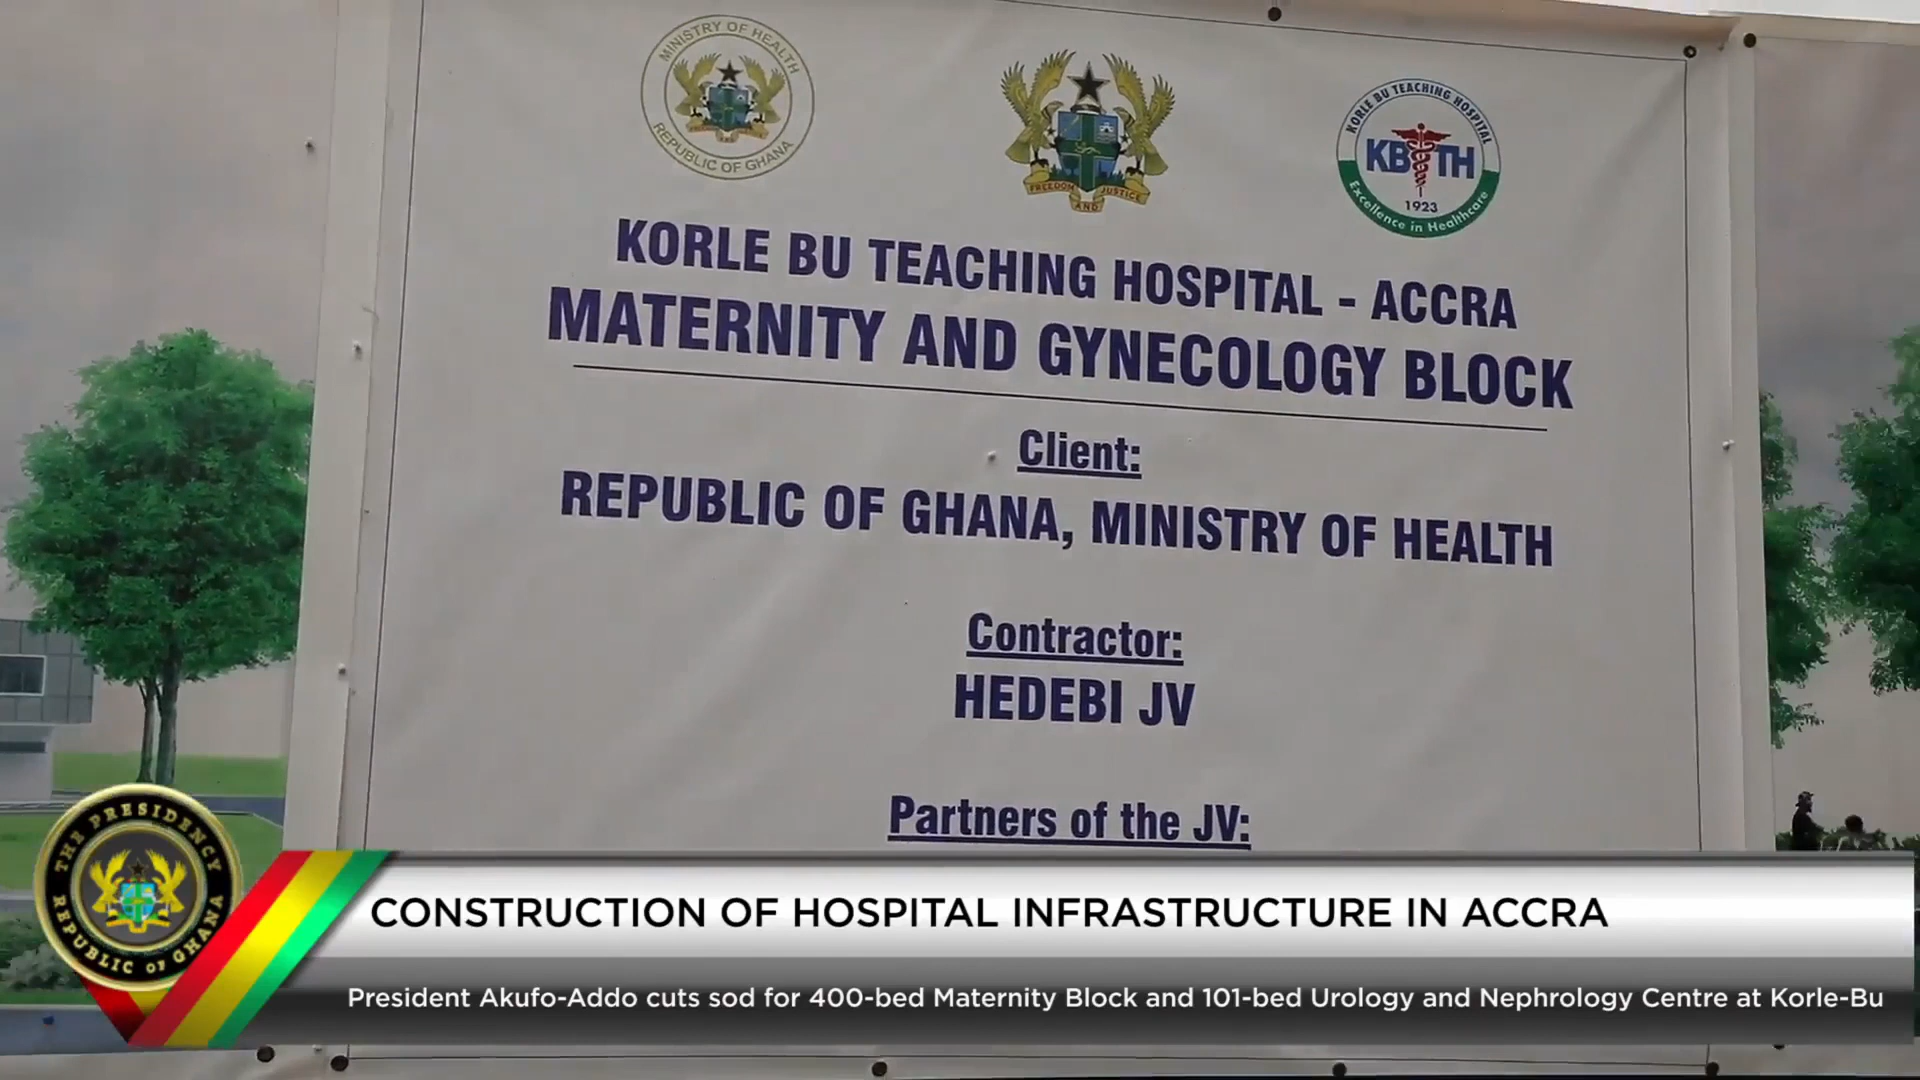 MINISTRY OF HEALTH
REPUBLIC OF GHANA
FREEDOM AND JUSTICE
KORLE BU TEACHING HOSPITAL
KBTH
1923
Excellence in Healthcare
KORLE BU TEACHING HOSPITAL - ACCRA
MATERNITY AND GYNECOLOGY BLOCK
Client:
REPUBLIC OF GHANA, MINISTRY OF HEALTH
Contractor:
HEDEBI JV
Partners of the JV:
THE PRESIDENCY
REPUBLIC OF GHANA
CONSTRUCTION OF HOSPITAL INFRASTRUCTURE IN ACCRA
President Akufo-Addo cuts sod for 400-bed Maternity Block and 101-bed Urology and Nephrology Centre at Korle-Bu